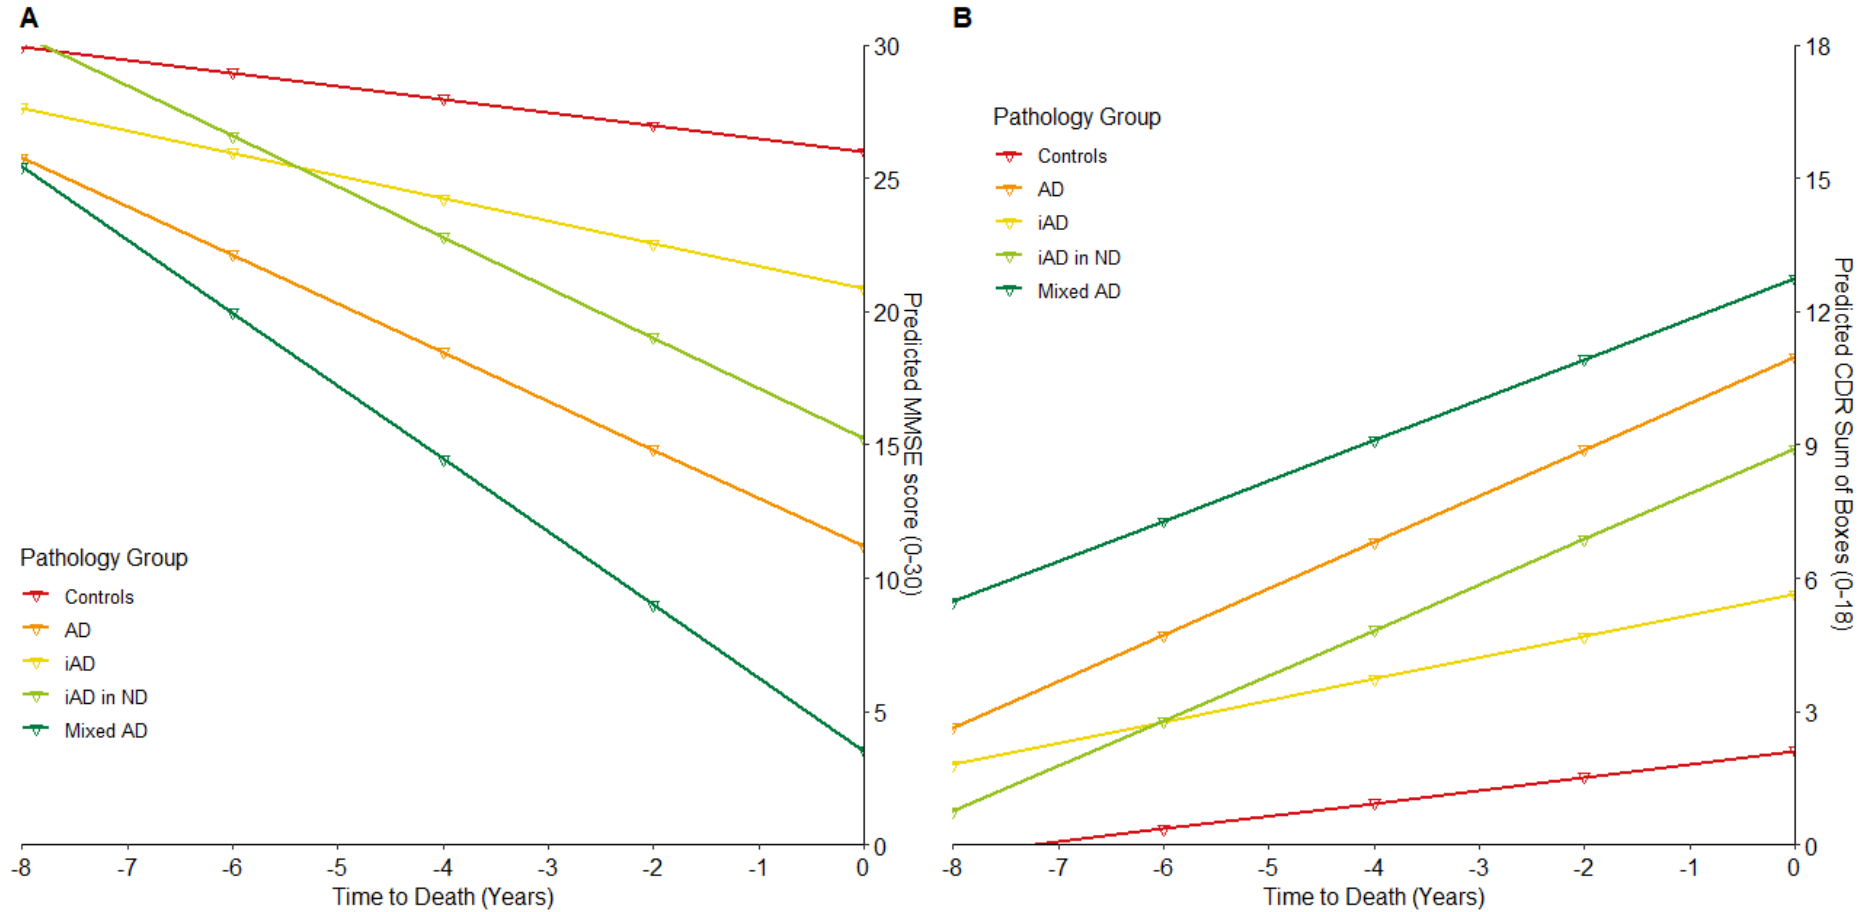 A
30
25
20
15
10
5
0
Predicted MMSE score (0-30)
Pathology Group
Controls
AD
iAD
iAD in ND
Mixed AD
-8 -7 -6 -5 -4 -3 -2 -1 0
Time to Death (Years)
B
18
15
12
9
6
3
0
Predicted CDR Sum of Boxes (0-18)
Pathology Group
Controls
AD
iAD
iAD in ND
Mixed AD
-8 -7 -6 -5 -4 -3 -2 -1 0
Time to Death (Years)